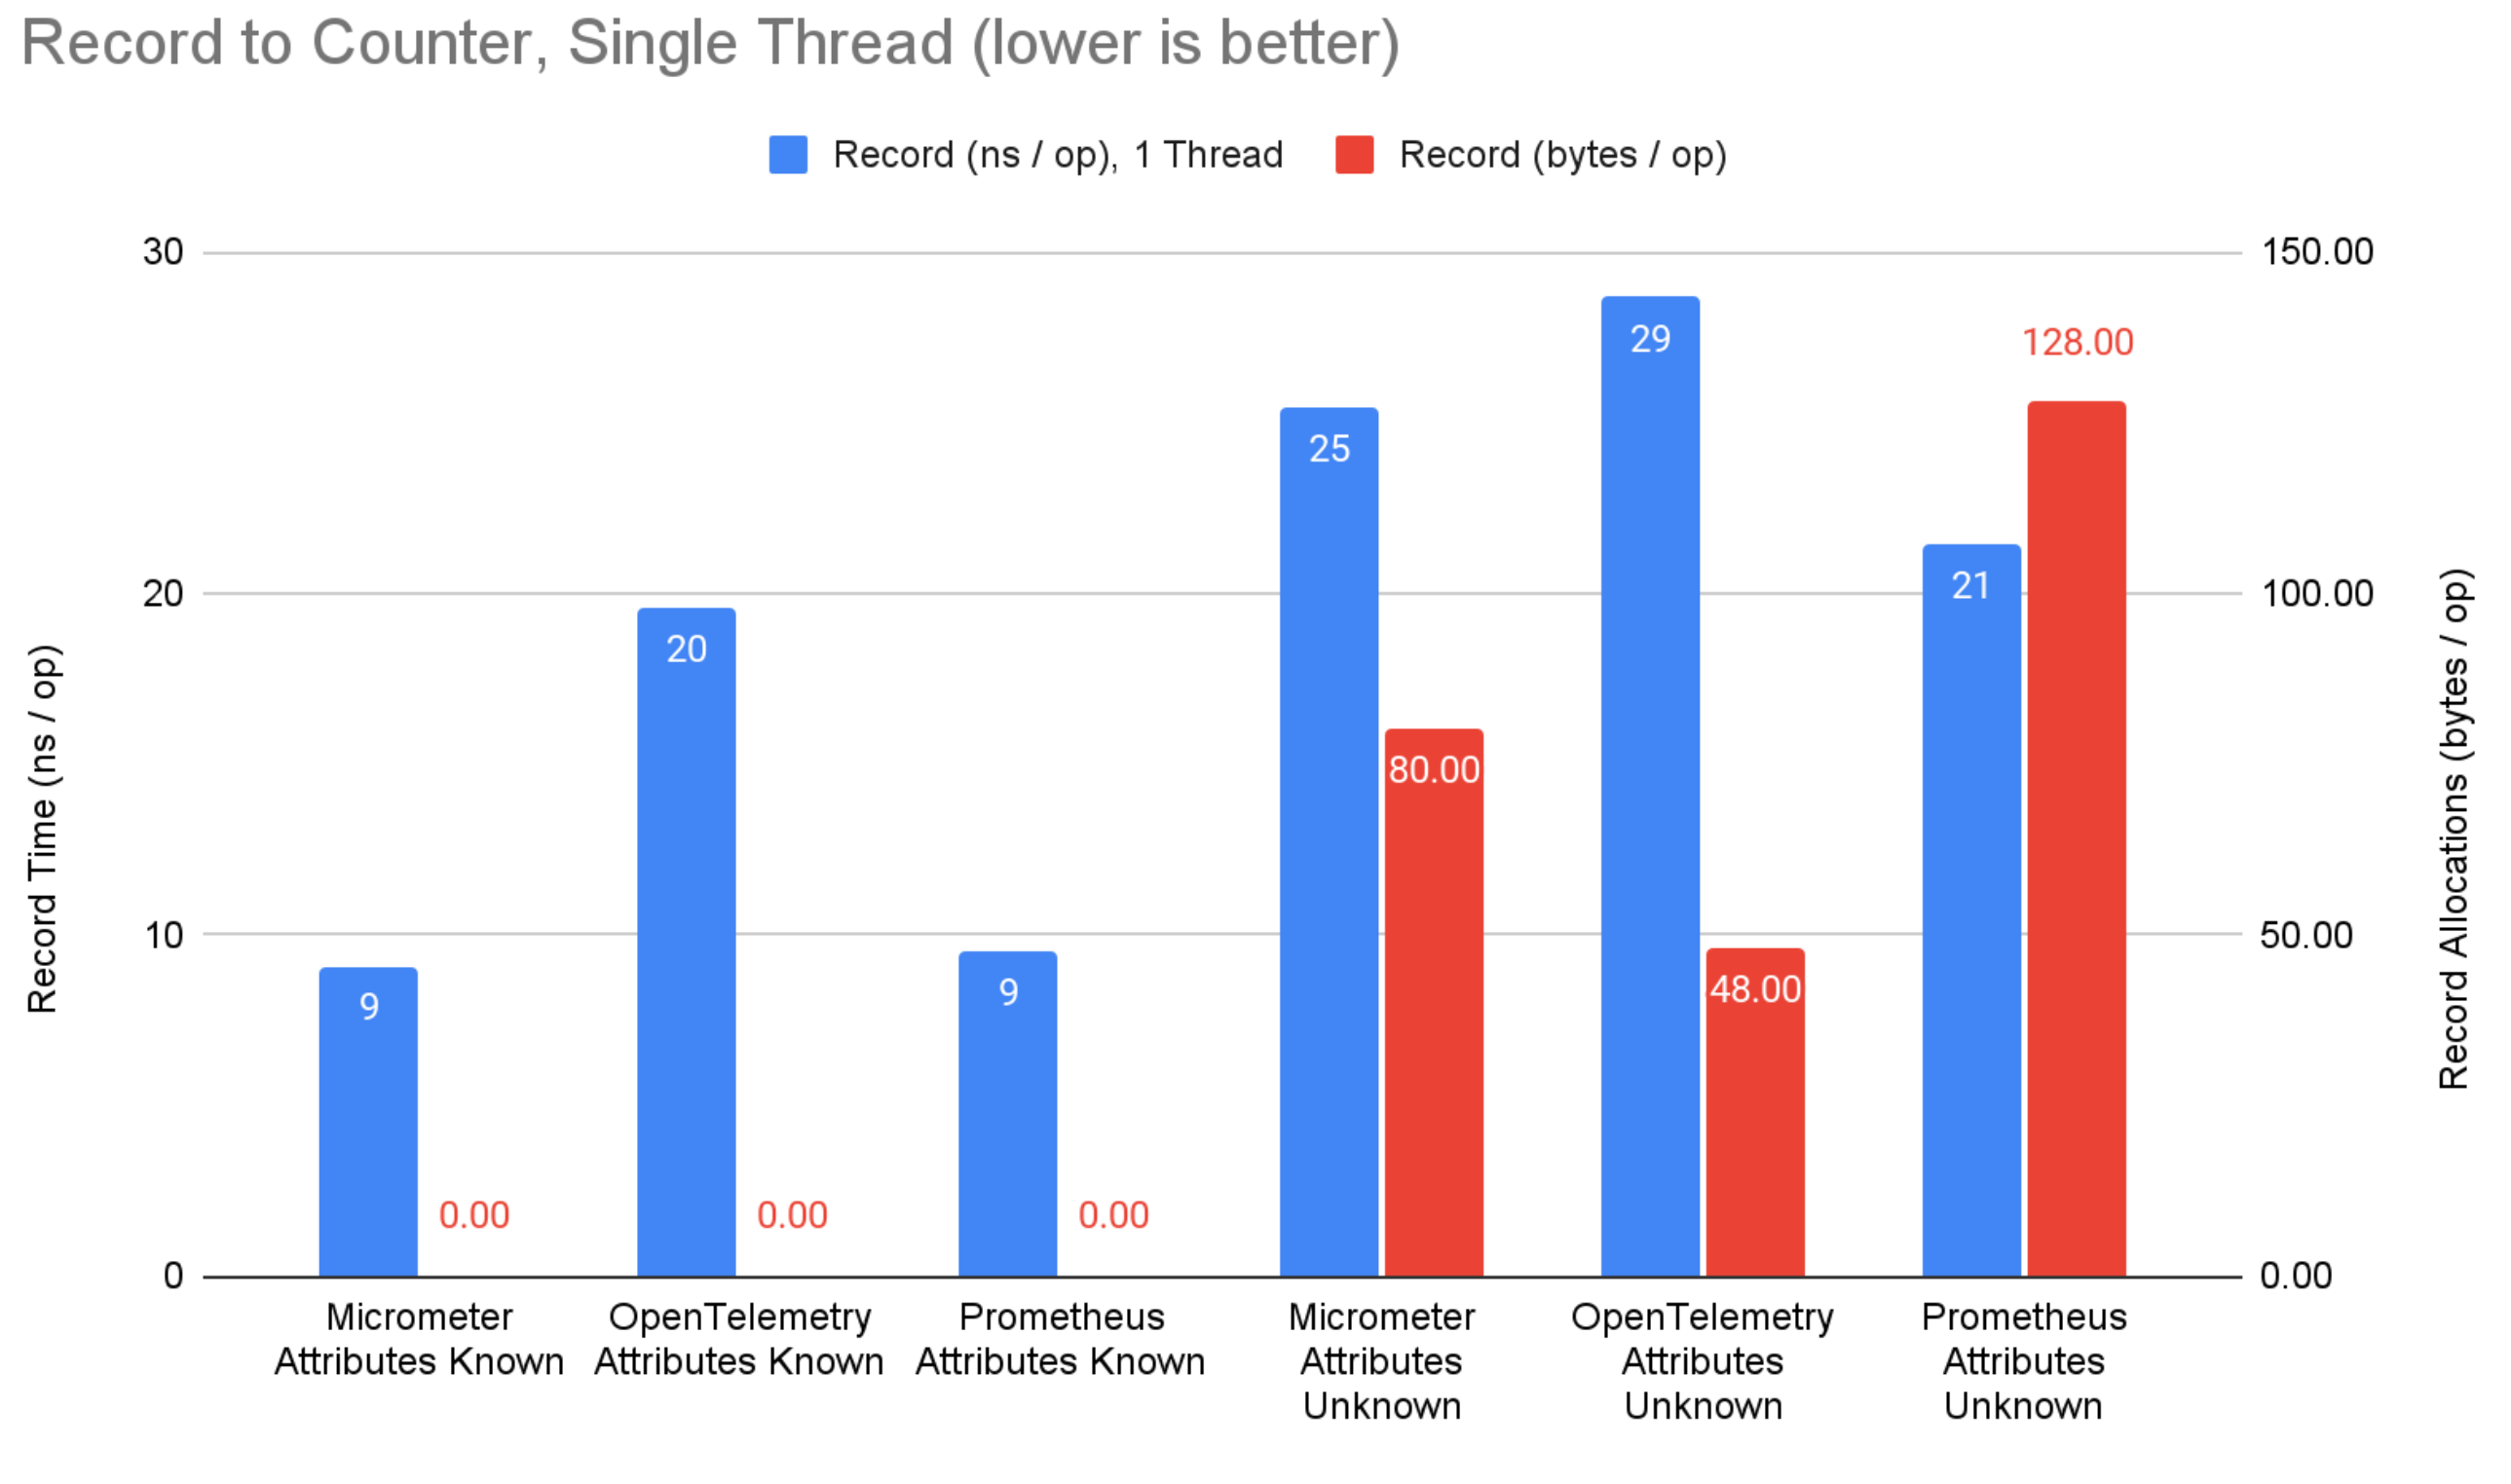 Record to Counter, Single Thread (lower is better)
Record (ns / op), 1 Thread
Record (bytes / op)
30
20
10
0
Record Time (ns / op)
150.00
100.00
50.00
0.00
Record Allocations (bytes / op)
9
0.00
20
0.00
9
0.00
25
80.00
29
48.00
21
128.00
Micrometer
Attributes Known
OpenTelemetry
Attributes Known
Prometheus
Attributes Known
Micrometer
Attributes
Unknown
OpenTelemetry
Attributes
Unknown
Prometheus
Attributes
Unknown